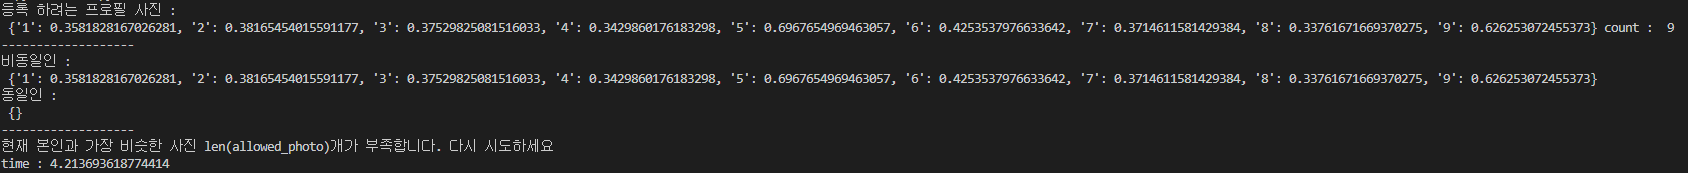 등록 하려는 프로필 사진 :
{'1': 0.3581828167026281, '2': 0.38165454015591177, '3': 0.37529825081516033, '4': 0.3429860176183298, '5': 0.6967654969463057, '6': 0.4253537976633642, '7': 0.3714611581429384, '8': 0.33761671669370275, '9': 0.626253072455373} count :  9
-------------------
비동일인 :
{'1': 0.3581828167026281, '2': 0.38165454015591177, '3': 0.37529825081516033, '4': 0.3429860176183298, '5': 0.6967654969463057, '6': 0.4253537976633642, '7': 0.3714611581429384, '8': 0.33761671669370275, '9': 0.626253072455373}
동일인 :
{}
-------------------
현재 본인과 가장 비슷한 사진 len(allowed_photo)개가 부족합니다. 다시 시도하세요
time : 4.213693618774414